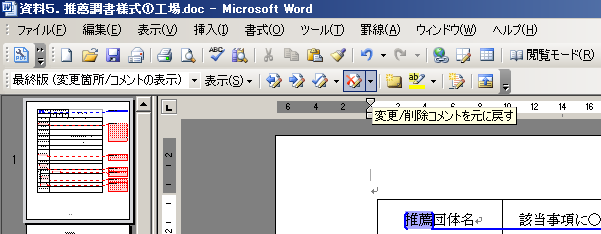 資料5. 推薦調書様式①工場.doc - Microsoft Word
ファイル(F) 編集(E) 表示(V) 挿入(I) 書式(O) ツール(T) 罫線(A) ウィンドウ(W) ヘルプ(H)
閲覧モード(R)
最終版 (変更箇所/コメントの表示) 表示(S)
6 4 2 2 4 6 8 10 12 14 16
変更/削除コメントを元に戻す
1
推薦団体名 該当事項に○